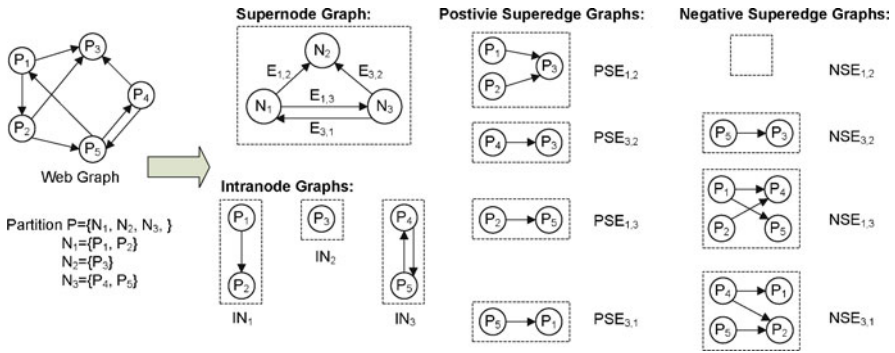 Supernode Graph:
Postivie Superedge Graphs:
Negative Superedge Graphs:
P1
P3
P4
P2
P5
Web Graph
Partition P={N1, N2, N3, }
N1={P1, P2}
N2={P3}
N3={P4, P5}
N2
E1,2
E3,2
N1
E1,3
N3
E3,1
Intranode Graphs:
P1
P2
IN1
P3
IN2
P4
P5
IN3
P1
P3
P2
PSE1,2
P4
P3
PSE3,2
P2
P5
PSE1,3
P5
P1
PSE3,1
NSE1,2
P5
P3
NSE3,2
P1
P4
P2
P5
NSE1,3
P4
P1
P5
P2
NSE3,1